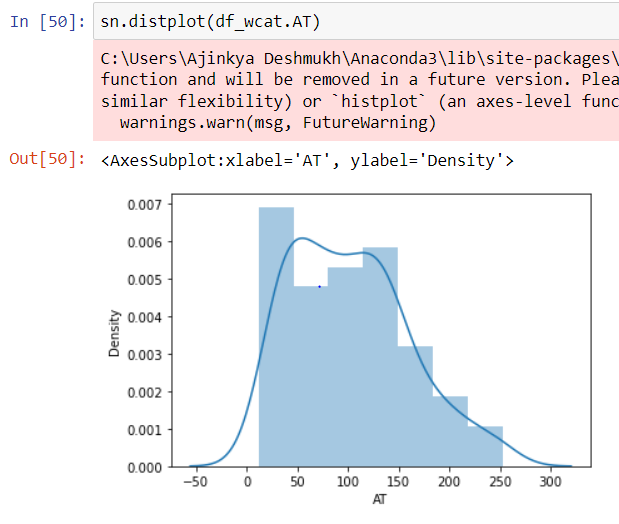 In [50]: sn.distplot(df_wcat.AT)
C:\Users\Ajinkya Deshmukh\Anaconda3\lib\site-packages\
function and will be removed in a future version. Plea
similar flexibility) or `histplot` (an axes-level func
warnings.warn(msg, FutureWarning)
Out[50]: <AxesSubplot:xlabel='AT', ylabel='Density'>
0.007
0.006
0.005
0.004
0.003
0.002
0.001
0.000
Density
−50 0 50 100 150 200 250 300
AT